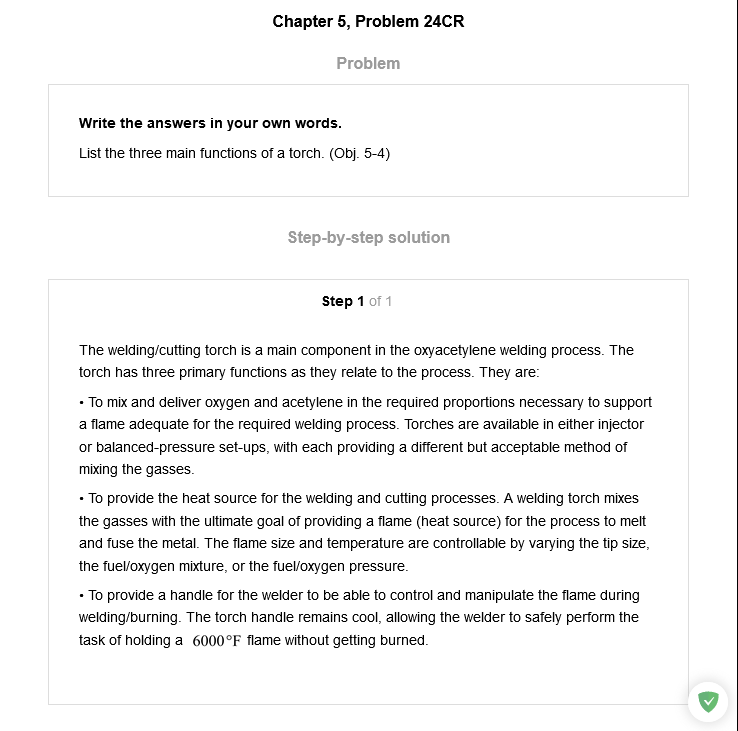 Chapter 5, Problem 24CR
Problem
Write the answers in your own words.
List the three main functions of a torch. (Obj. 5-4)
Step-by-step solution
Step 1 of 1
The welding/cutting torch is a main component in the oxyacetylene welding process. The
torch has three primary functions as they relate to the process. They are:
• To mix and deliver oxygen and acetylene in the required proportions necessary to support
a flame adequate for the required welding process. Torches are available in either injector
or balanced-pressure set-ups, with each providing a different but acceptable method of
mixing the gasses.
• To provide the heat source for the welding and cutting processes. A welding torch mixes
the gasses with the ultimate goal of providing a flame (heat source) for the process to melt
and fuse the metal. The flame size and temperature are controllable by varying the tip size,
the fuel/oxygen mixture, or the fuel/oxygen pressure.
• To provide a handle for the welder to be able to control and manipulate the flame during
welding/burning. The torch handle remains cool, allowing the welder to safely perform the
task of holding a 6000°F flame without getting burned.